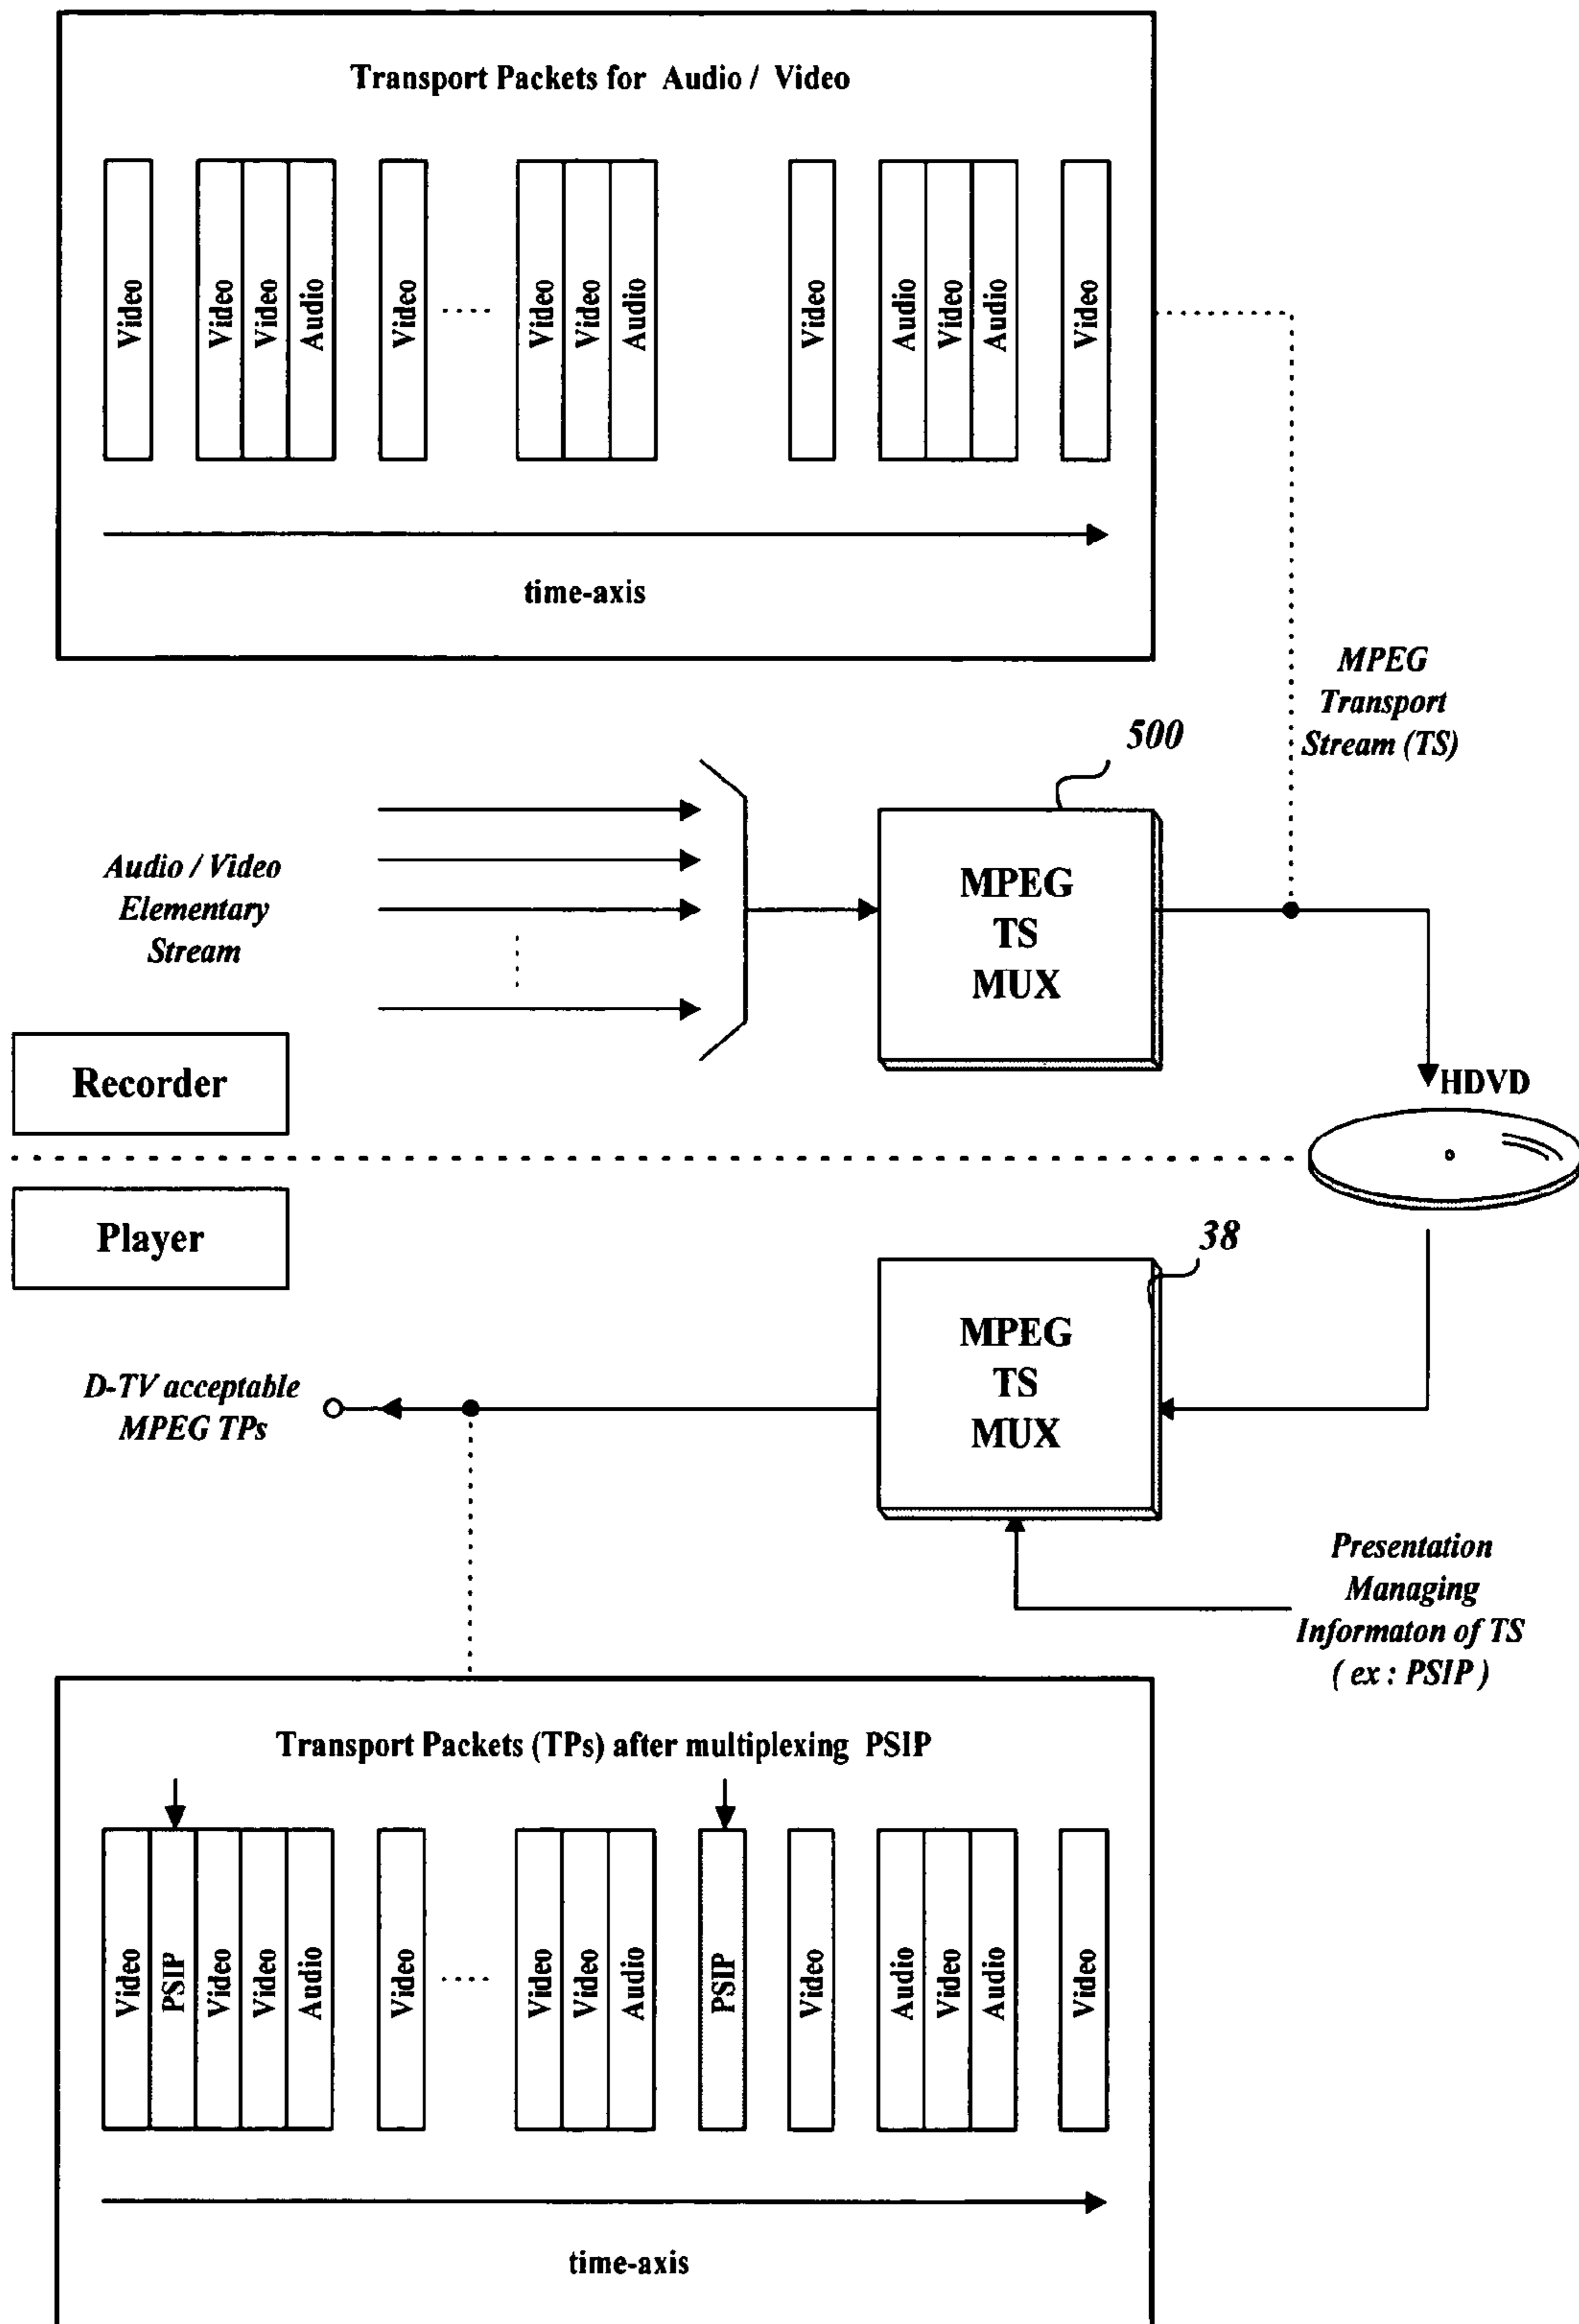 Transport Packets for Audio / Video
Video
Video
Video
Audio
Video
Video
Video
Audio
Video
Audio
Video
Audio
Video
time-axis
MPEG
Transport
Stream (TS)
500
Audio / Video
Elementary
Stream
MPEG
TS
MUX
Recorder
HDVD
Player
38
MPEG
TS
MUX
D-TV acceptable
MPEG TPs
Presentation
Managing
Informaton of TS
( ex : PSIP )
Transport Packets (TPs) after multiplexing PSIP
Video
PSIP
Video
Video
Audio
Video
Video
Video
Audio
PSIP
Video
Audio
Video
Audio
Video
time-axis